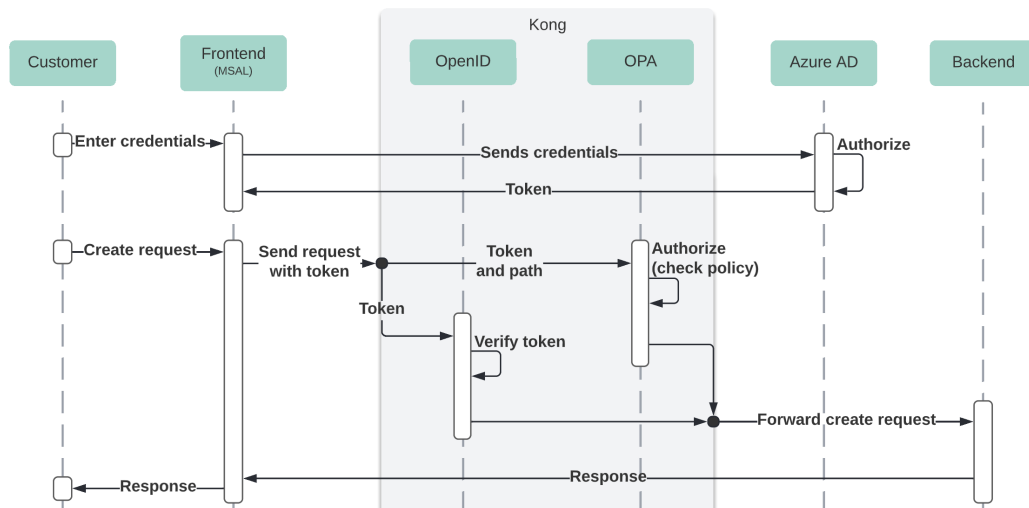 Kong
Customer
Frontend
(MSAL)
OpenID
OPA
Azure AD
Backend
Enter credentials
Sends credentials
Authorize
Token
Create request
Send request
with token
Token
and path
Authorize
(check policy)
Token
Verify token
Forward create request
Response
Response